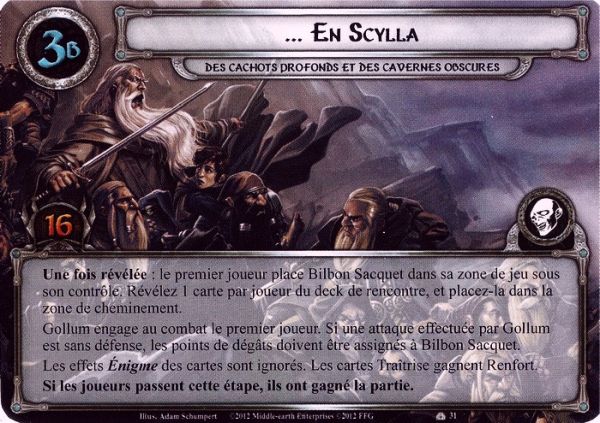 3B
... En Scylla
Des cachots profonds et des cavernes obscures
16
Une fois révélée : le premier joueur place Bilbon Sacquet dans sa zone de jeu sous
son contrôle. Révélez 1 carte par joueur du deck de rencontre, et placez-la dans la
zone de cheminement.
Gollum engage au combat le premier joueur. Si une attaque effectuée par Gollum
est sans défense, les points de dégâts doivent être assignés à Bilbon Sacquet.
Les effets Énigme des cartes sont ignorés. Les cartes Traîtrise gagnent Renfort.
Si les joueurs passent cette étape, ils ont gagné la partie.
Illus. Adam Schumpert ©2012 Middle-earth Enterprises ©2012 FFG 31